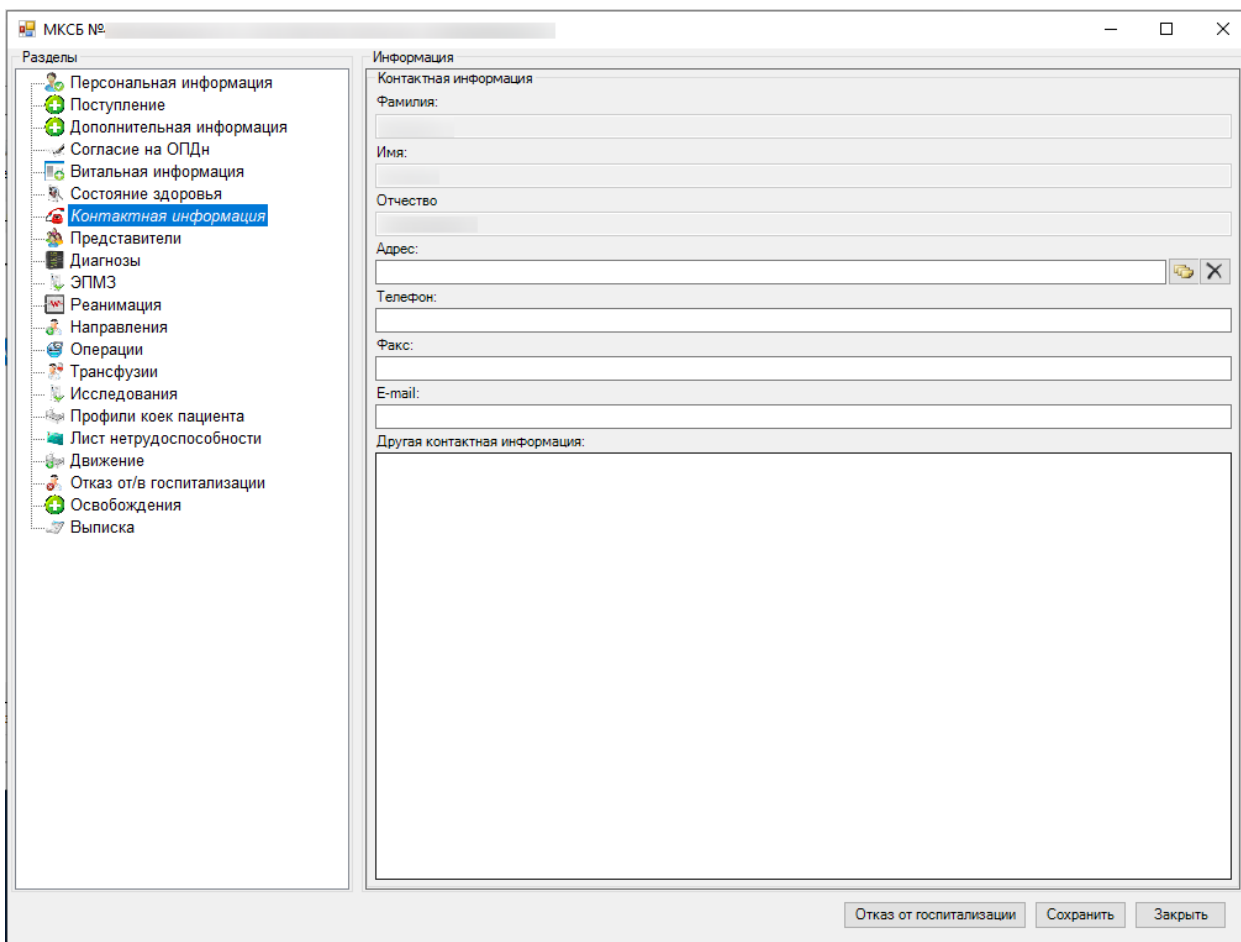 МКСБ №
Разделы
Персональная информация
Поступление
Дополнительная информация
Согласие на ОПДн
Витальная информация
Состояние здоровья
Контактная информация
Представители
Диагнозы
ЭПМЗ
Реанимация
Направления
Операции
Трансфузии
Исследования
Профили коек пациента
Лист нетрудоспособности
Движение
Отказ от/в госпитализации
Освобождения
Выписка
Информация
Контактная информация
Фамилия:
Имя:
Отчество
Адрес:
Телефон:
Факс:
E-mail:
Другая контактная информация:
Отказ от госпитализации Сохранить Закрыть